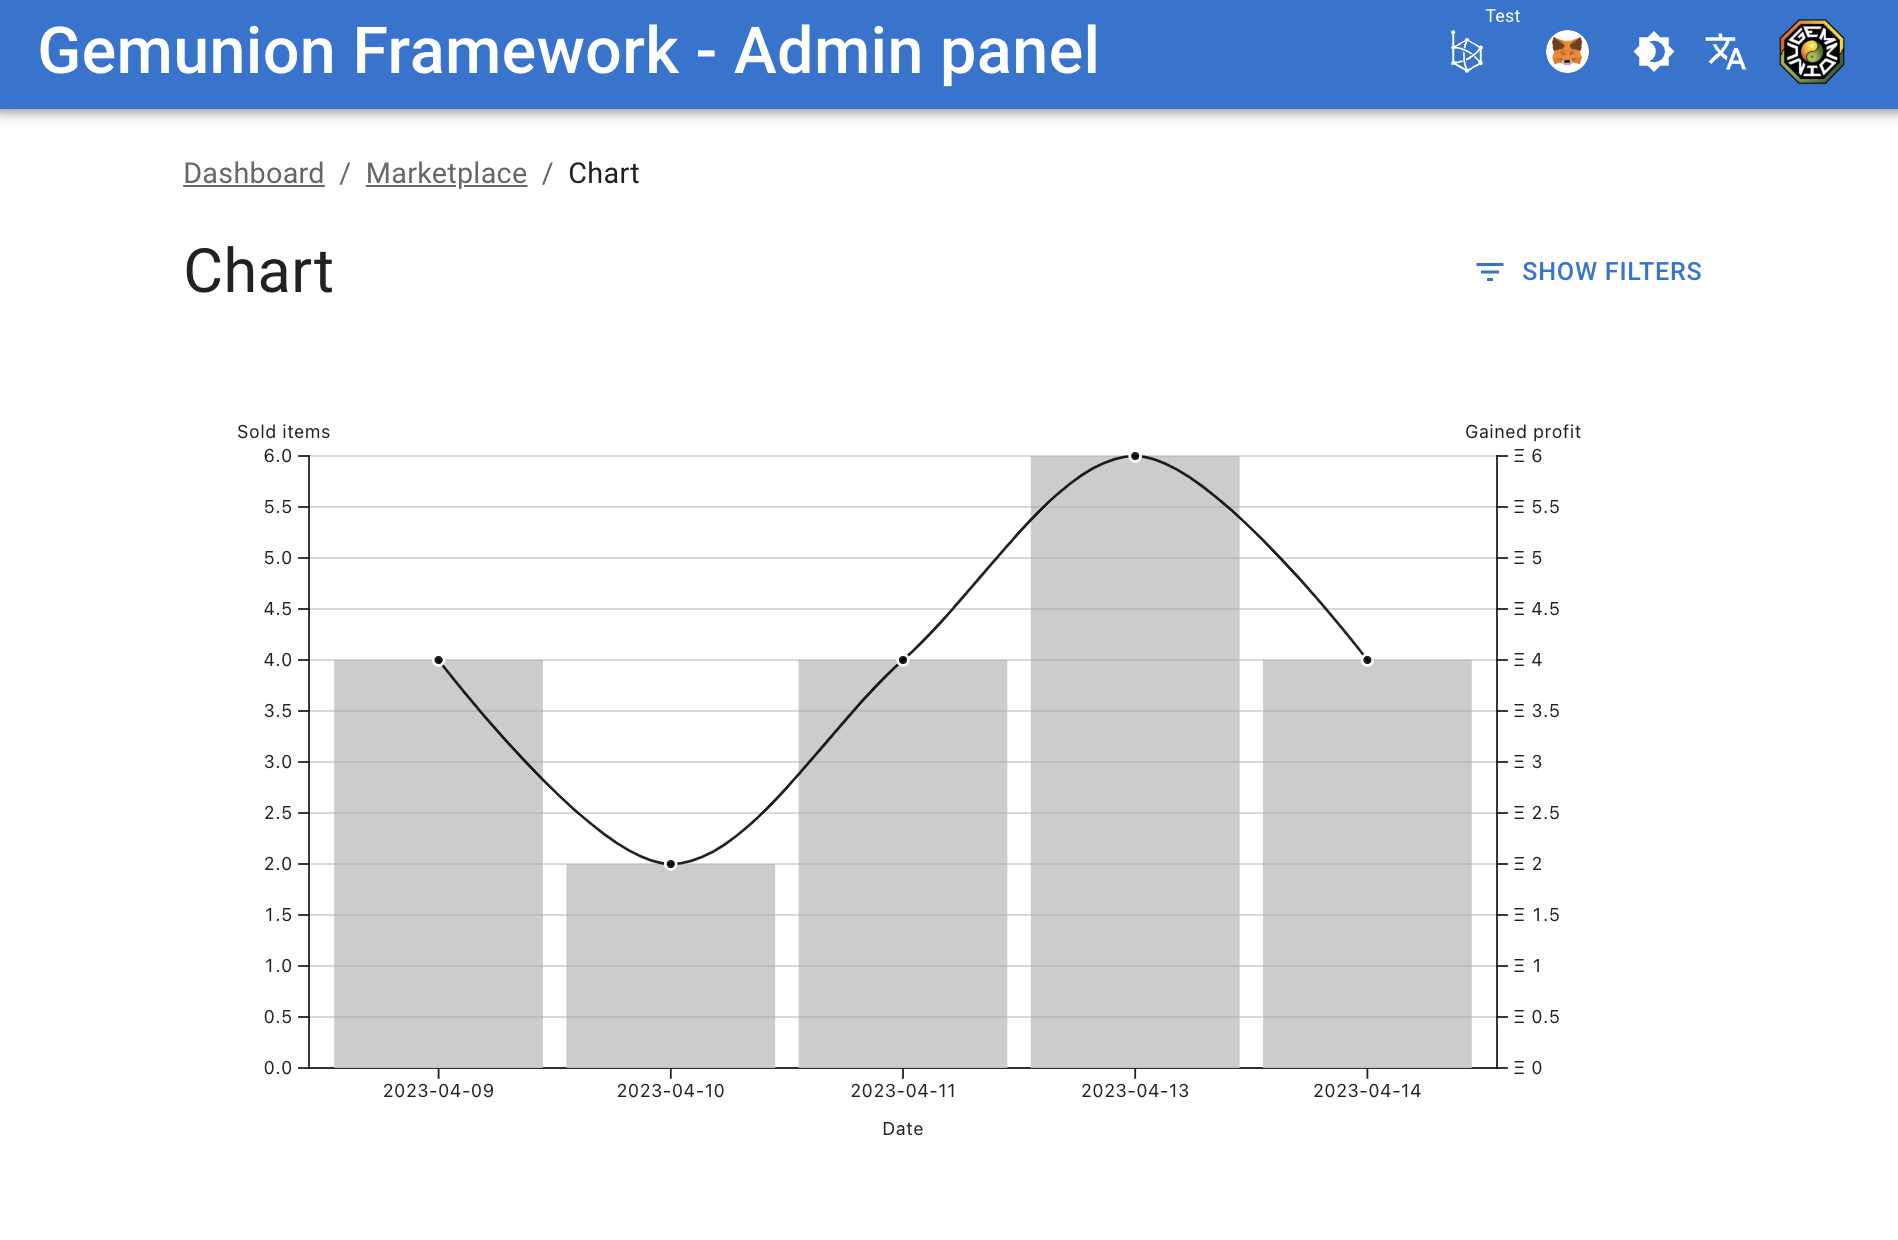 Gemunion Framework - Admin panel
Test
GEMUNION
Dashboard / Marketplace / Chart
Chart
SHOW FILTERS
Sold items
Gained profit
6.0
Ξ 6
5.5
Ξ 5.5
5.0
Ξ 5
4.5
Ξ 4.5
4.0
Ξ 4
3.5
Ξ 3.5
3.0
Ξ 3
2.5
Ξ 2.5
2.0
Ξ 2
1.5
Ξ 1.5
1.0
Ξ 1
0.5
Ξ 0.5
0.0
Ξ 0
2023-04-09
2023-04-10
2023-04-11
2023-04-13
2023-04-14
Date